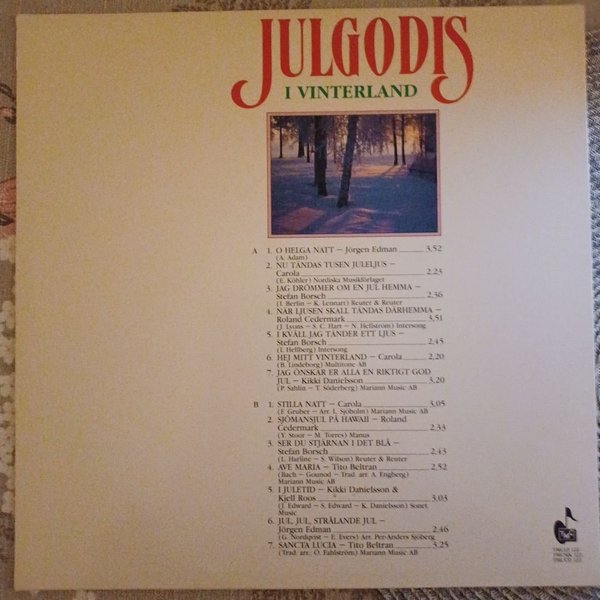 JULGODIS
I VINTERLAND
A 1. O HELGA NATT – Jörgen Edman 3.52
(A. Adam)
2. NU TÄNDAS TUSEN JULELJUS –
Carola 2.23
(E. Köhler) Nordiska Musikförlaget
3. JAG DRÖMMER OM EN JUL HEMMA –
Stefan Borsch 2.36
(I. Berlin – K. Lennart) Reuter & Reuter
4. NÄR LJUSEN SKALL TÄNDAS DÄRHEMMA –
Roland Cedermark 3.51
(J. Lyons – S. C. Hart – N. Hellström) Intersong
5. I KVÄLL JAG TÄNDER ETT LJUS –
Stefan Borsch 2.45
(I. Hellberg) Intersong
6. HEJ MITT VINTERLAND – Carola 2.20
(B. Lindeborg) Multitone AB
7. JAG ÖNSKAR ER ALLA EN RIKTIGT GOD
JUL – Kikki Danielsson 3.20
(P. Sahlin – T. Söderberg) Mariann Music AB
B 1. STILLA NATT – Carola 3.05
(F. Gruber – Arr. L. Sjöholm) Mariann Music AB
2. SJÖMANSJUL PÅ HAWAII – Roland
Cedermark 2.33
(Y. Stoor – M. Torres) Manus
3. SER DU STJÄRNAN I DET BLÅ –
Stefan Borsch 2.43
(L. Harline – S. Wilson) Reuter & Reuter
4. AVE MARIA – Tito Beltran 2.52
(Bach – Gounod – Trad. arr. A. Engberg)
Mariann Music AB
5. I JULETID – Kikki Danielsson &
Kjell Roos 3.03
(J. Edward – S. Edward – K. Danielsson) Sonet
Music
6. JUL, JUL, STRÅLANDE JUL –
Jörgen Edman 2.46
(G. Nordqvist – E. Evers) Arr. Per-Anders Sjöberg
7. SANCTA LUCIA – Tito Beltran 3.25
(Trad. arr. O. Fahlström) Mariann Music AB